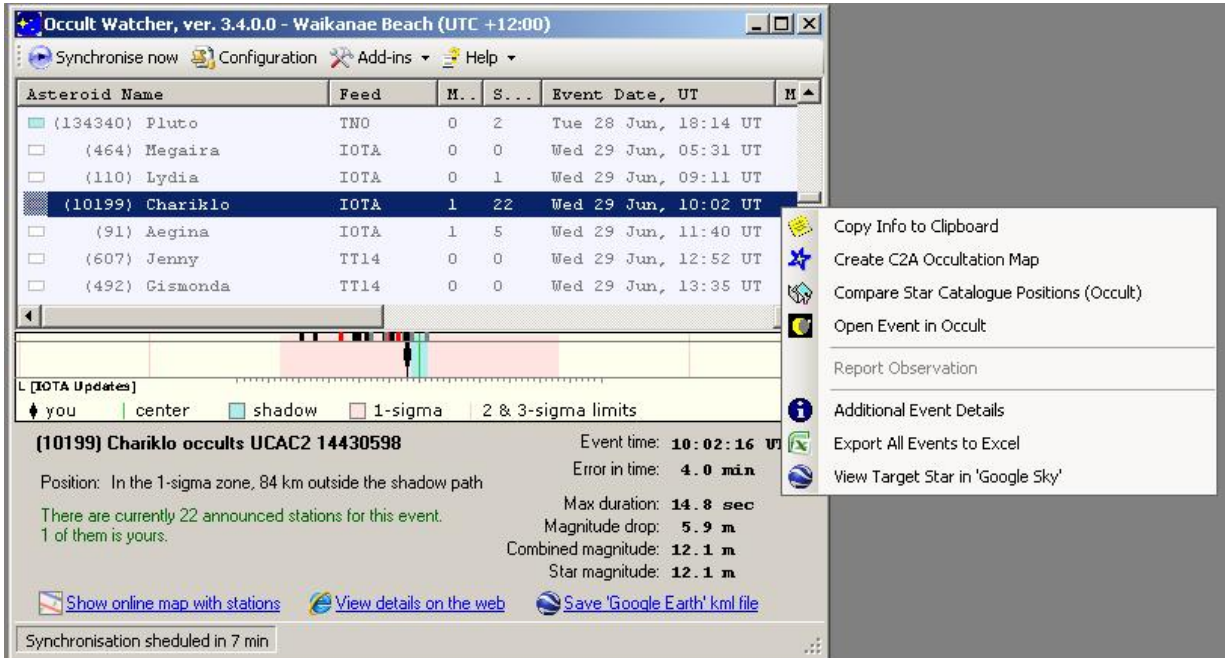 Occult Watcher, ver. 3.4.0.0 - Waikanae Beach (UTC +12:00)
Synchronise now Configuration Add-ins Help
Asteroid Name Feed M.. S... Event Date, UT M
(134340) Pluto TNO 0 2 Tue 28 Jun, 18:14 UT
(464) Megaira IOTA 0 0 Wed 29 Jun, 05:31 UT
(110) Lydia IOTA 0 1 Wed 29 Jun, 09:11 UT
(10199) Chariklo IOTA 1 22 Wed 29 Jun, 10:02 UT
(91) Aegina IOTA 1 5 Wed 29 Jun, 11:40 UT
(607) Jenny TT14 0 0 Wed 29 Jun, 12:52 UT
(492) Gismonda TT14 0 0 Wed 29 Jun, 13:35 UT
Copy Info to Clipboard
Create C2A Occultation Map
Compare Star Catalogue Positions (Occult)
Open Event in Occult
Report Observation
Additional Event Details
Export All Events to Excel
View Target Star in 'Google Sky'
L [IOTA Updates]
you center shadow 1-sigma 2 & 3-sigma limits
(10199) Chariklo occults UCAC2 14430598
Position: In the 1-sigma zone, 84 km outside the shadow path
There are currently 22 announced stations for this event.
1 of them is yours.
Event time: 10:02:16 UT
Error in time: 4.0 min
Max duration: 14.8 sec
Magnitude drop: 5.9 m
Combined magnitude: 12.1 m
Star magnitude: 12.1 m
Show online map with stations View details on the web Save 'Google Earth' kml file
Synchronisation sheduled in 7 min